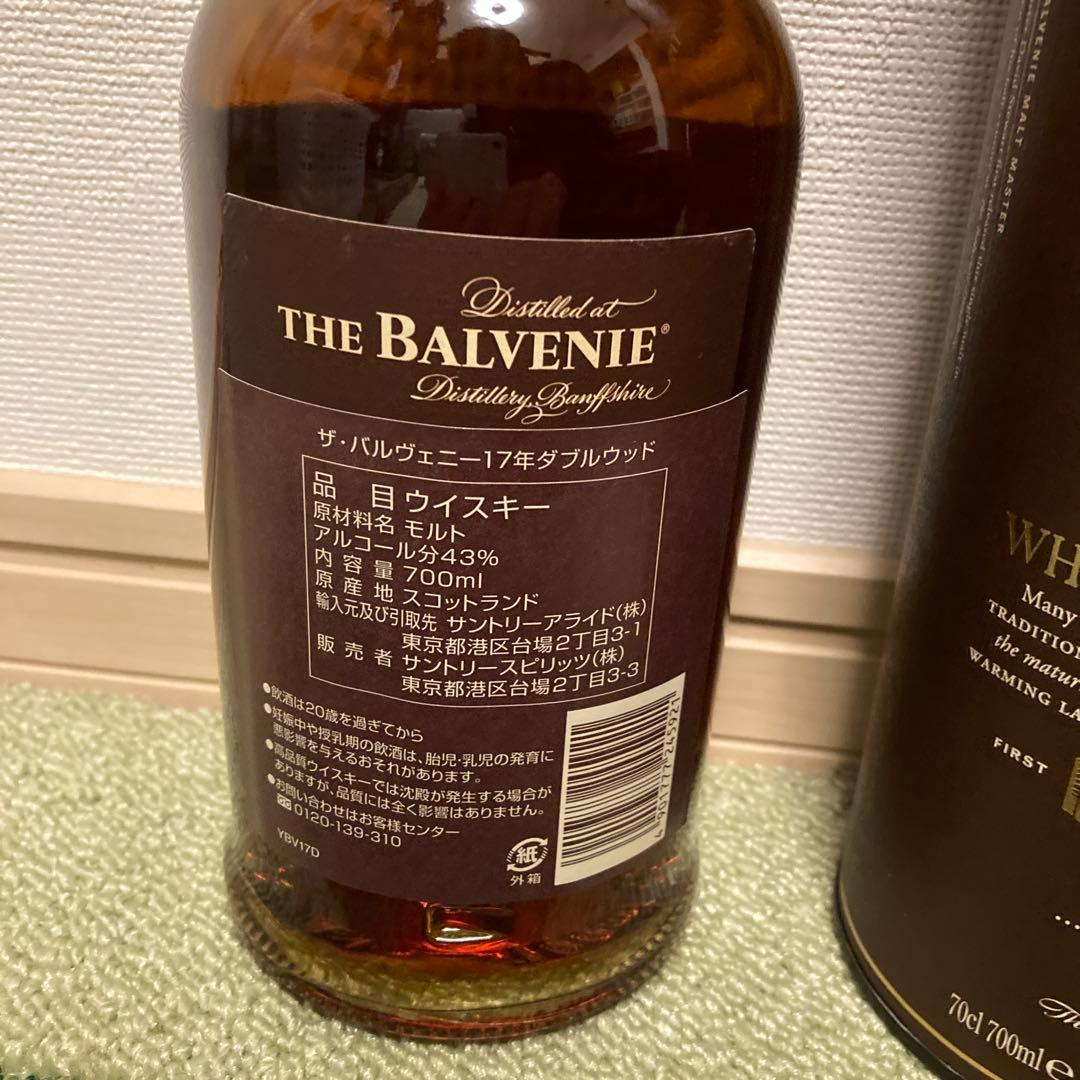 Distilled at
THE BALVENIE®
Distillery, Banffshire
ザ・バルヴェニー17年ダブルウッド
品目 ウイスキー
原材料名 モルト
アルコール分43%
内容量 700ml
原産地 スコットランド
輸入元及び引取先 サントリーアライド(株)
東京都港区台場2丁目3-1
販売者 サントリースピリッツ(株)
東京都港区台場2丁目3-3
●飲酒は20歳を過ぎてから
●妊娠中や授乳期の飲酒は、胎児・乳児の発育に
悪影響を与えるおそれがあります。
●高品質ウイスキーでは沈殿が発生する場合が
ありますが、品質には全く影響はありません。
●お問い合わせはお客様センター
0120-139-310
YBV17D
紙
外箱
BALVENIE MALT MASTER
WH
Many
TRADITION
the matur
WARMING LA
FIRST
70cl 700ml e